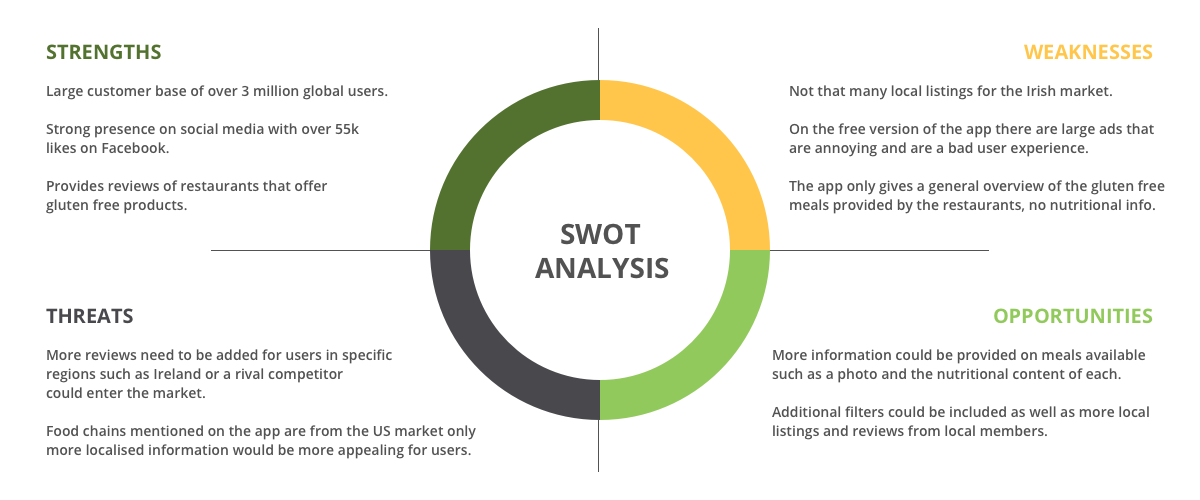 STRENGTHS
Large customer base of over 3 million global users.
Strong presence on social media with over 55k
likes on Facebook.
Provides reviews of restaurants that offer
gluten free products.
WEAKNESSES
Not that many local listings for the Irish market.
On the free version of the app there are large ads that
are annoying and are a bad user experience.
The app only gives a general overview of the gluten free
meals provided by the restaurants, no nutritional info.
SWOT
ANALYSIS
THREATS
More reviews need to be added for users in specific
regions such as Ireland or a rival competitor
could enter the market.
Food chains mentioned on the app are from the US market only
more localised information would be more appealing for users.
OPPORTUNITIES
More information could be provided on meals available
such as a photo and the nutritional content of each.
Additional filters could be included as well as more local
listings and reviews from local members.